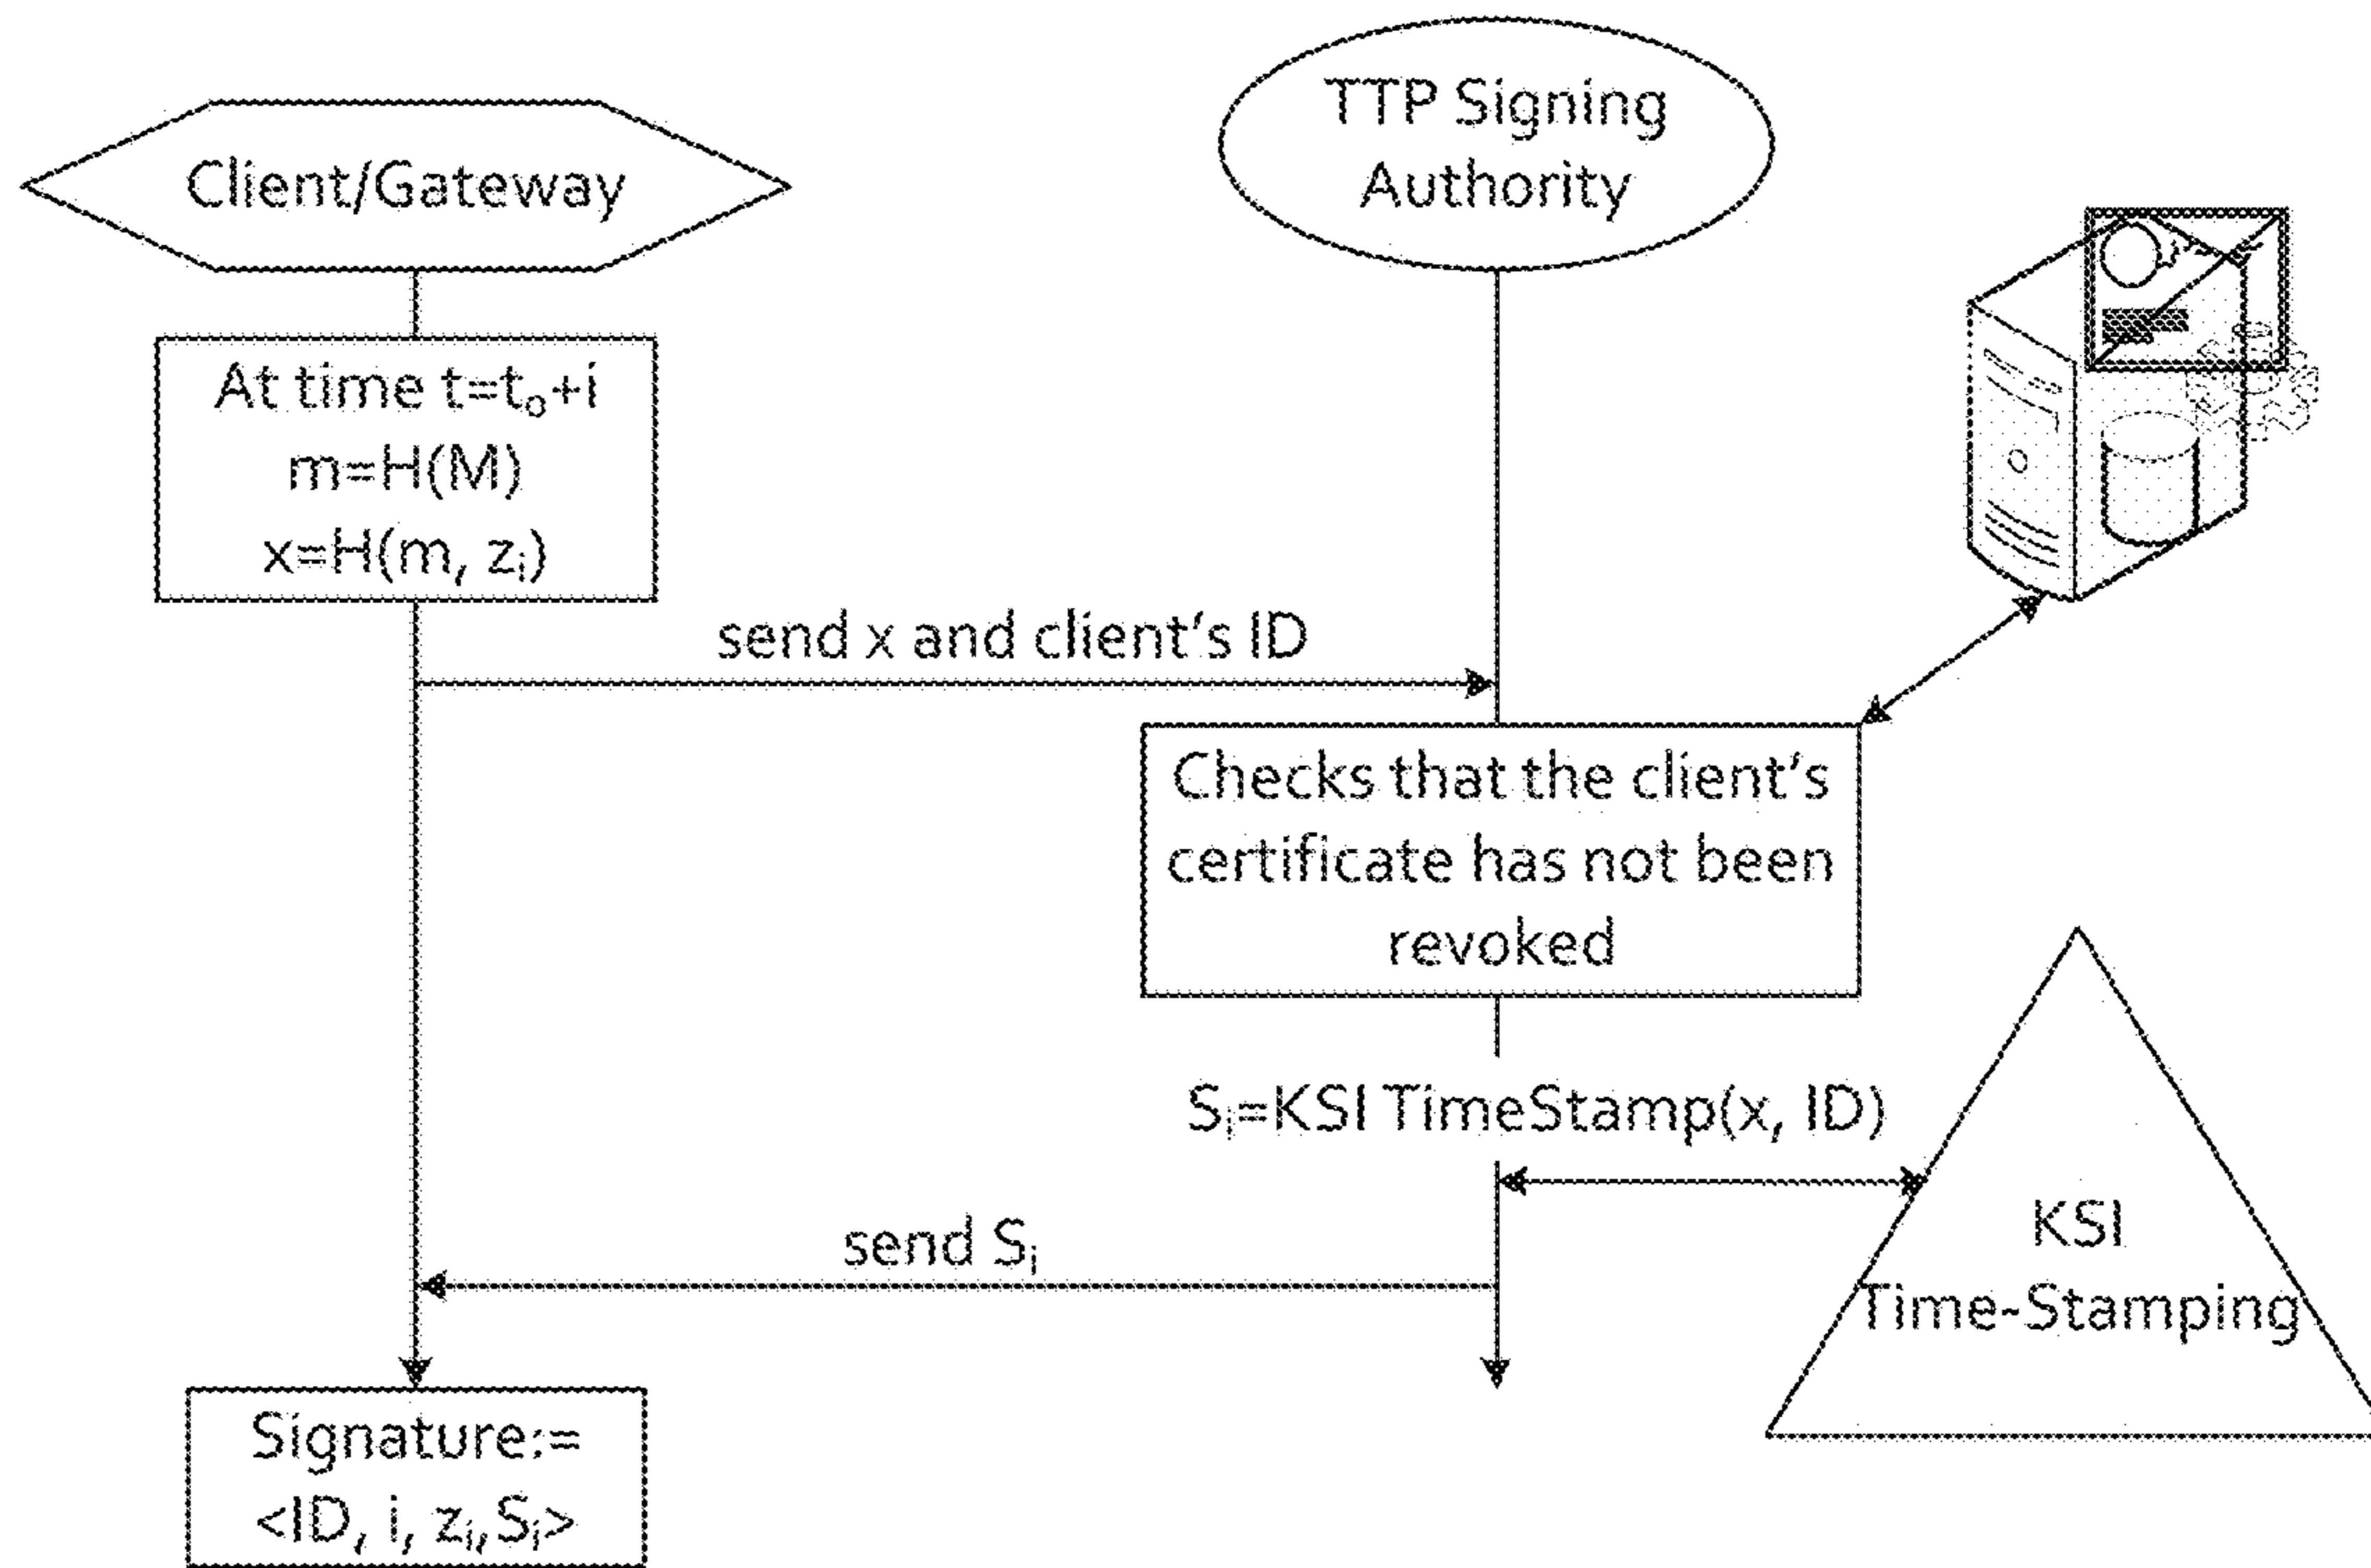 Client/Gateway
TTP Signing
Authority
At time t=t₀+i
m=H(M)
x=H(m, zᵢ)
send x and client's ID
Checks that the client's
certificate has not been
revoked
Sᵢ=KSI TimeStamp(x, ID)
KSI
Time-Stamping
send Sᵢ
Signature:=
<ID, i, zᵢ,Sᵢ>